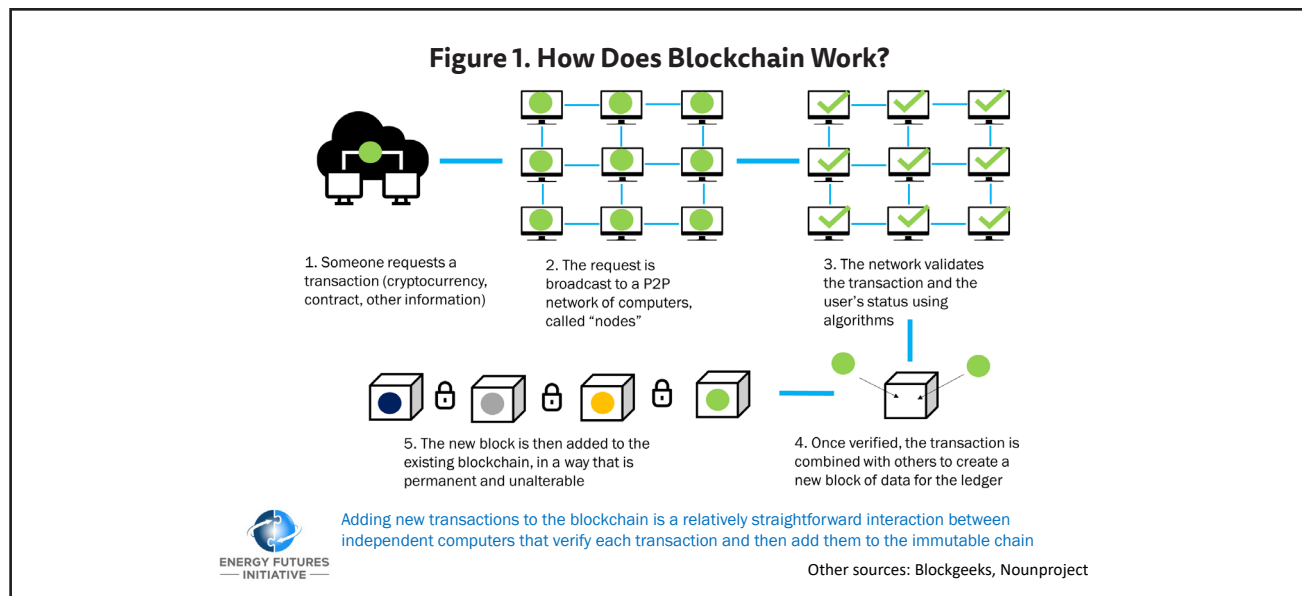 Figure 1. How Does Blockchain Work?
1. Someone requests a
transaction (cryptocurrency,
contract, other information)
2. The request is
broadcast to a P2P
network of computers,
called “nodes”
3. The network validates
the transaction and the
user’s status using
algorithms
4. Once verified, the transaction is
combined with others to create a
new block of data for the ledger
5. The new block is then added to the
existing blockchain, in a way that is
permanent and unalterable
ENERGY FUTURES
INITIATIVE
Adding new transactions to the blockchain is a relatively straightforward interaction between
independent computers that verify each transaction and then add them to the immutable chain
Other sources: Blockgeeks, Nounproject